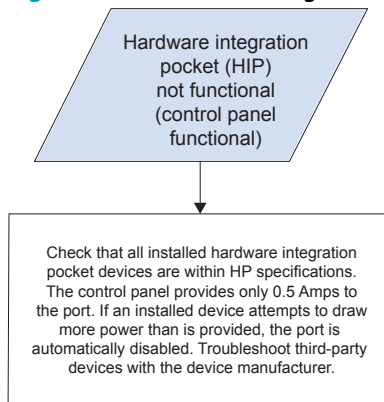 Hardware integration
pocket (HIP)
not functional
(control panel
functional)
Check that all installed hardware integration
pocket devices are within HP specifications.
The control panel provides only 0.5 Amps to
the port. If an installed device attempts to draw
more power than is provided, the port is
automatically disabled. Troubleshoot third-party
devices with the device manufacturer.